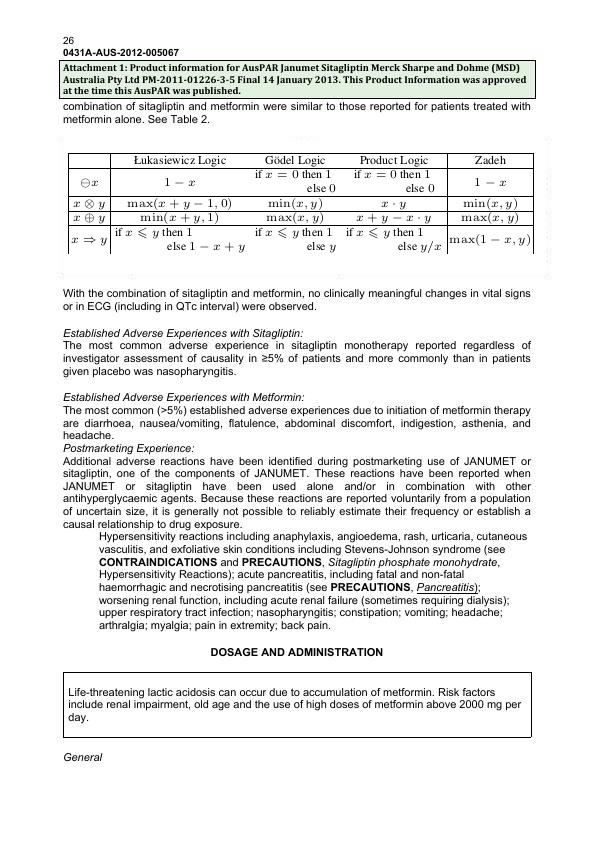 26
0431A-AUS-2012-005067
Attachment 1: Product information for AusPAR Janumet Sitagliptin Merck Sharpe and Dohme (MSD)
Australia Pty Ltd PM-2011-01226-3-5 Final 14 January 2013. This Product Information was approved
at the time this AusPAR was published.
combination of sitagliptin and metformin were similar to those reported for patients treated with
metformin alone. See Table 2.
Łukasiewicz Logic Gödel Logic Product Logic Zadeh
⊖x 1 − x if x = 0 then 1 else 0 if x = 0 then 1 else 0 1 − x
x ⊗ y max(x + y − 1, 0) min(x, y) x · y min(x, y)
x ⊕ y min(x + y, 1) max(x, y) x + y − x · y max(x, y)
x ⇒ y if x ⩽ y then 1 else 1 − x + y if x ⩽ y then 1 else y if x ⩽ y then 1 else y/x max(1 − x, y)
With the combination of sitagliptin and metformin, no clinically meaningful changes in vital signs
or in ECG (including in QTc interval) were observed.
Established Adverse Experiences with Sitagliptin:
The most common adverse experience in sitagliptin monotherapy reported regardless of
investigator assessment of causality in ≥5% of patients and more commonly than in patients
given placebo was nasopharyngitis.
Established Adverse Experiences with Metformin:
The most common (>5%) established adverse experiences due to initiation of metformin therapy
are diarrhoea, nausea/vomiting, flatulence, abdominal discomfort, indigestion, asthenia, and
headache.
Postmarketing Experience:
Additional adverse reactions have been identified during postmarketing use of JANUMET or
sitagliptin, one of the components of JANUMET. These reactions have been reported when
JANUMET or sitagliptin have been used alone and/or in combination with other
antihyperglycaemic agents. Because these reactions are reported voluntarily from a population
of uncertain size, it is generally not possible to reliably estimate their frequency or establish a
causal relationship to drug exposure.
Hypersensitivity reactions including anaphylaxis, angioedema, rash, urticaria, cutaneous
vasculitis, and exfoliative skin conditions including Stevens-Johnson syndrome (see
CONTRAINDICATIONS and PRECAUTIONS, Sitagliptin phosphate monohydrate,
Hypersensitivity Reactions); acute pancreatitis, including fatal and non-fatal
haemorrhagic and necrotising pancreatitis (see PRECAUTIONS, Pancreatitis);
worsening renal function, including acute renal failure (sometimes requiring dialysis);
upper respiratory tract infection; nasopharyngitis; constipation; vomiting; headache;
arthralgia; myalgia; pain in extremity; back pain.
DOSAGE AND ADMINISTRATION
Life-threatening lactic acidosis can occur due to accumulation of metformin. Risk factors
include renal impairment, old age and the use of high doses of metformin above 2000 mg per
day.
General